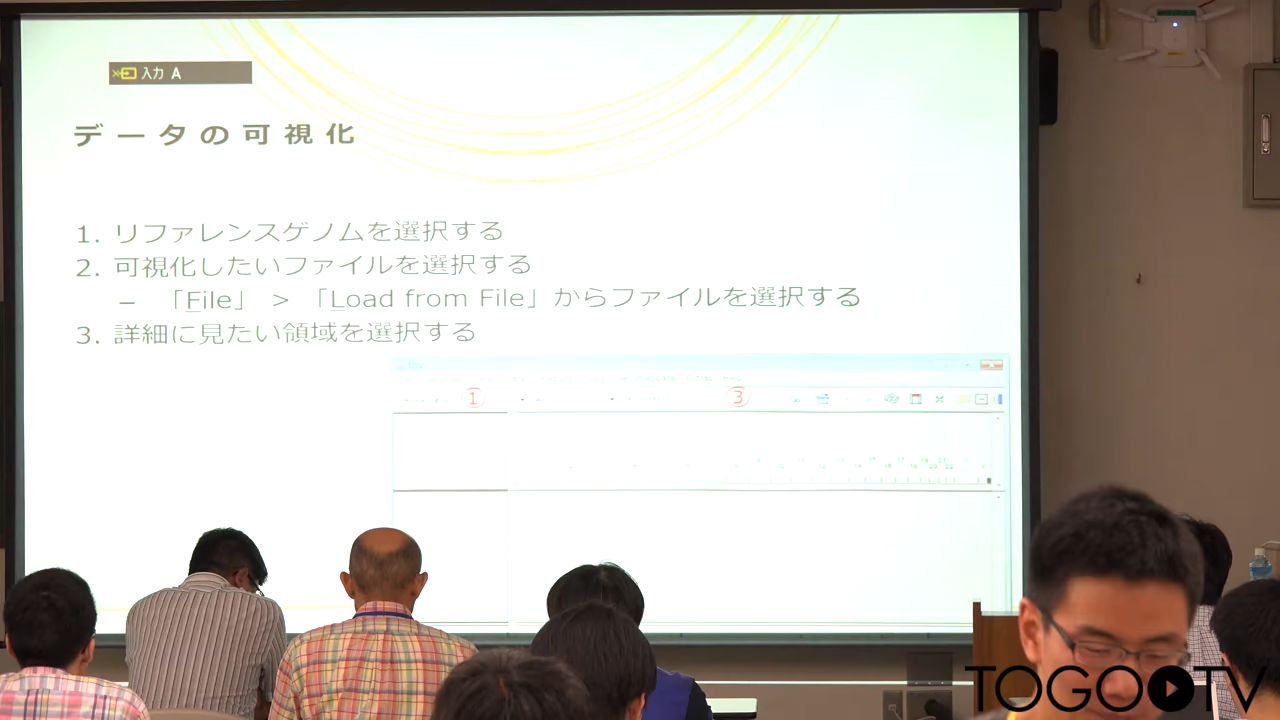 入力 A
データの可視化
1. リファレンスゲノムを選択する
2. 可視化したいファイルを選択する
– 「File」 > 「Load from File」からファイルを選択する
3. 詳細に見たい領域を選択する
① ③
TOGOTV